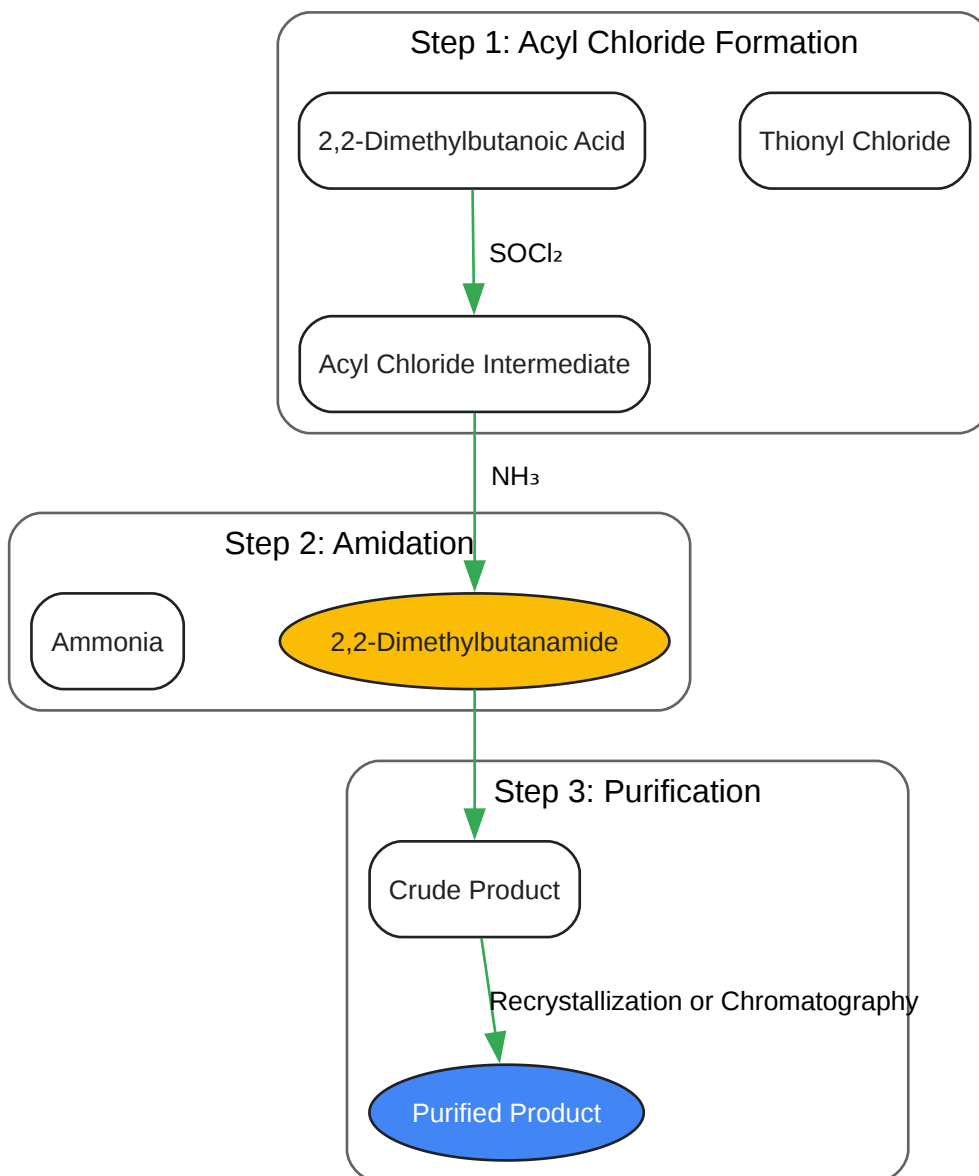 Step 1: Acyl Chloride Formation
2,2-Dimethylbutanoic Acid
Thionyl Chloride
SOCl₂
Acyl Chloride Intermediate
NH₃
Step 2: Amidation
Ammonia
2,2-Dimethylbutanamide
Step 3: Purification
Crude Product
Recrystallization or Chromatography
Purified Product